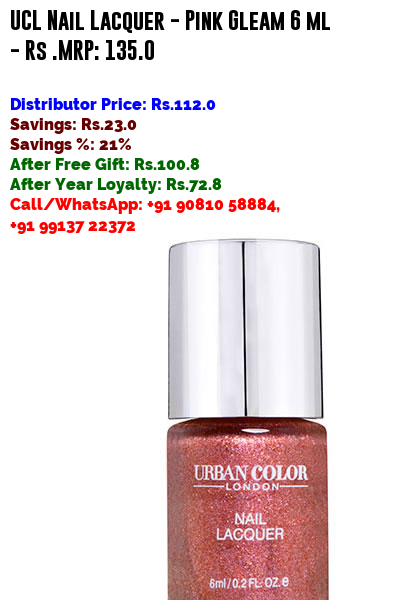 UCL Nail Lacquer - Pink Gleam 6 ml
- Rs .MRP: 135.0
Distributor Price: Rs.112.0
Savings: Rs.23.0
Savings %: 21%
After Free Gift: Rs.100.8
After Year Loyalty: Rs.72.8
Call/WhatsApp: +91 90810 58884,
+91 99137 22372
URBAN COLOR
LONDON
NAIL
LACQUER
6ml/0.2 FL. OZ. e